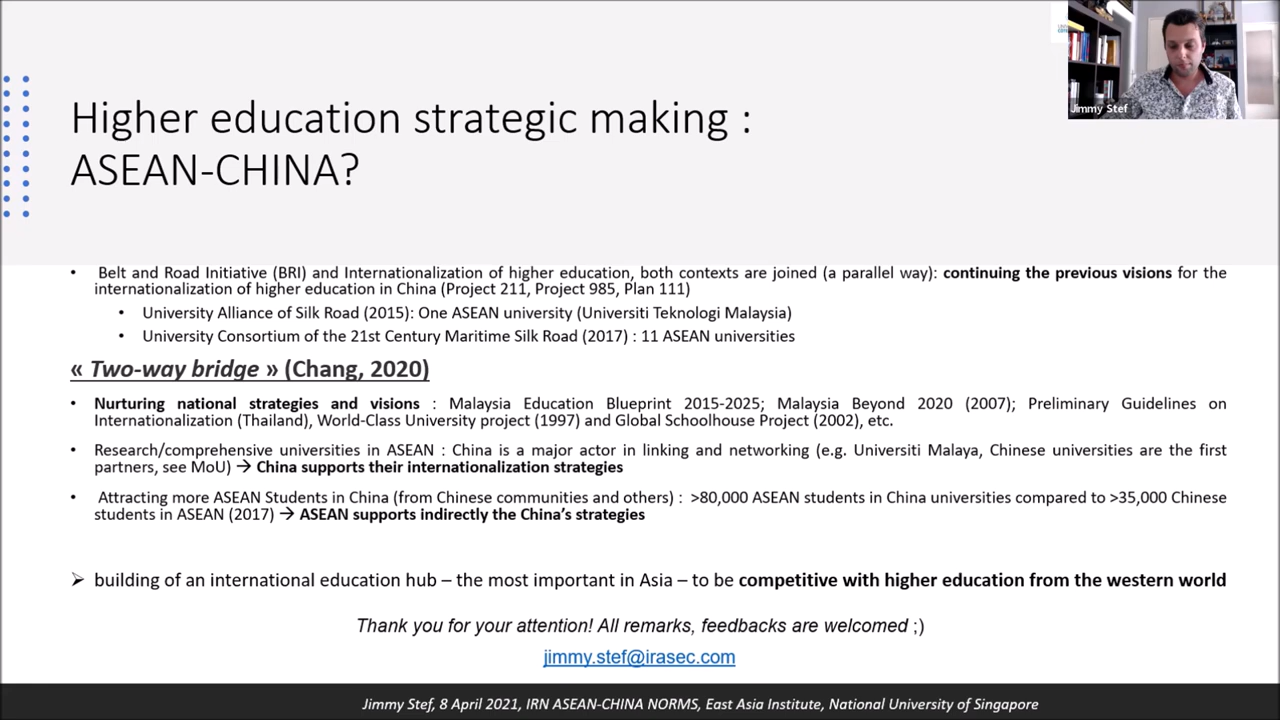 Jimmy Stef
Higher education strategic making :
ASEAN-CHINA?
• Belt and Road Initiative (BRI) and Internationalization of higher education, both contexts are joined (a parallel way): continuing the previous visions for the
internationalization of higher education in China (Project 211, Project 985, Plan 111)
• University Alliance of Silk Road (2015): One ASEAN university (Universiti Teknologi Malaysia)
• University Consortium of the 21st Century Maritime Silk Road (2017) : 11 ASEAN universities
« Two-way bridge » (Chang, 2020)
• Nurturing national strategies and visions : Malaysia Education Blueprint 2015-2025; Malaysia Beyond 2020 (2007); Preliminary Guidelines on
Internationalization (Thailand), World-Class University project (1997) and Global Schoolhouse Project (2002), etc.
• Research/comprehensive universities in ASEAN : China is a major actor in linking and networking (e.g. Universiti Malaya, Chinese universities are the first
partners, see MoU) → China supports their internationalization strategies
• Attracting more ASEAN Students in China (from Chinese communities and others) : >80,000 ASEAN students in China universities compared to >35,000 Chinese
students in ASEAN (2017) → ASEAN supports indirectly the China's strategies
➢ building of an international education hub – the most important in Asia – to be competitive with higher education from the western world
Thank you for your attention! All remarks, feedbacks are welcomed ;)
jimmy.stef@irasec.com
Jimmy Stef, 8 April 2021, IRN ASEAN-CHINA NORMS, East Asia Institute, National University of Singapore